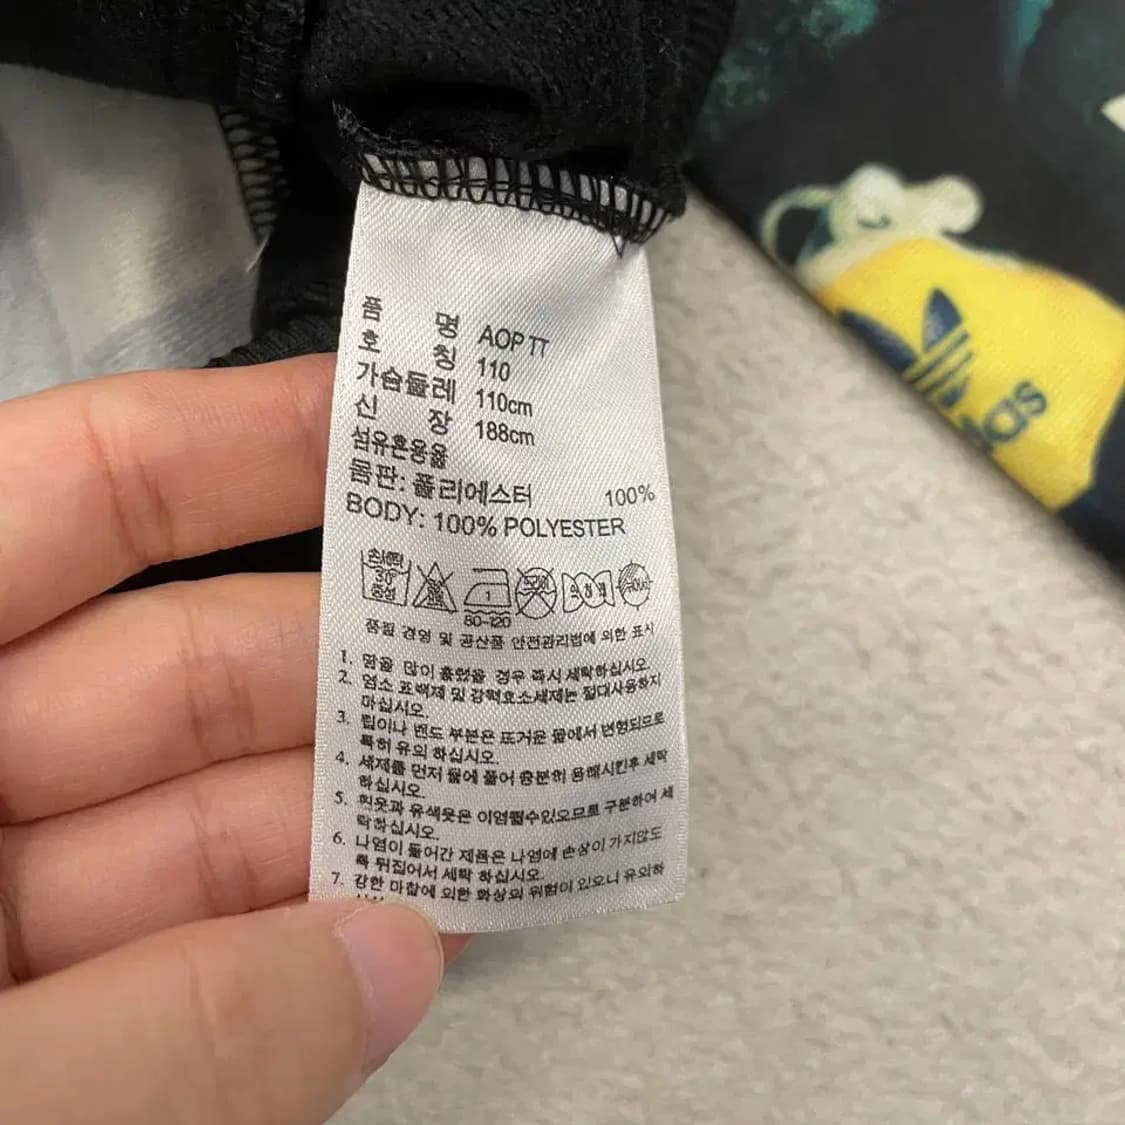 품 명 AOP TT
호 칭 110
가슴둘레 110cm
신 장 188cm
섬유혼용율
몸판: 폴리에스터 100%
BODY: 100% POLYESTER
손세탁
30°
중성
1
80-120
품질 경영 및 공산품 안전관리법에 의한 표시
1. 땀을 많이 흘렸을 경우 즉시 세탁하십시오.
2. 염소 표백제 및 강력효소세제는 절대사용하지
마십시오.
3. 립이나 밴드 부분은 뜨거운 물에서 변형되므로
특히 유의 하십시오.
4. 세제를 먼저 물에 풀어 충분히 용해시킨후 세탁
하십시오.
5. 흰옷과 유색옷은 이염될수있으므로 구분하여 세
탁하십시오.
6. 나염이 들어간 제품은 나염에 손상이 가지않도
록 뒤집어서 세탁 하십시오.
7. 강한 마찰에 의한 화상의 위험이 있으니 유의하
adidas